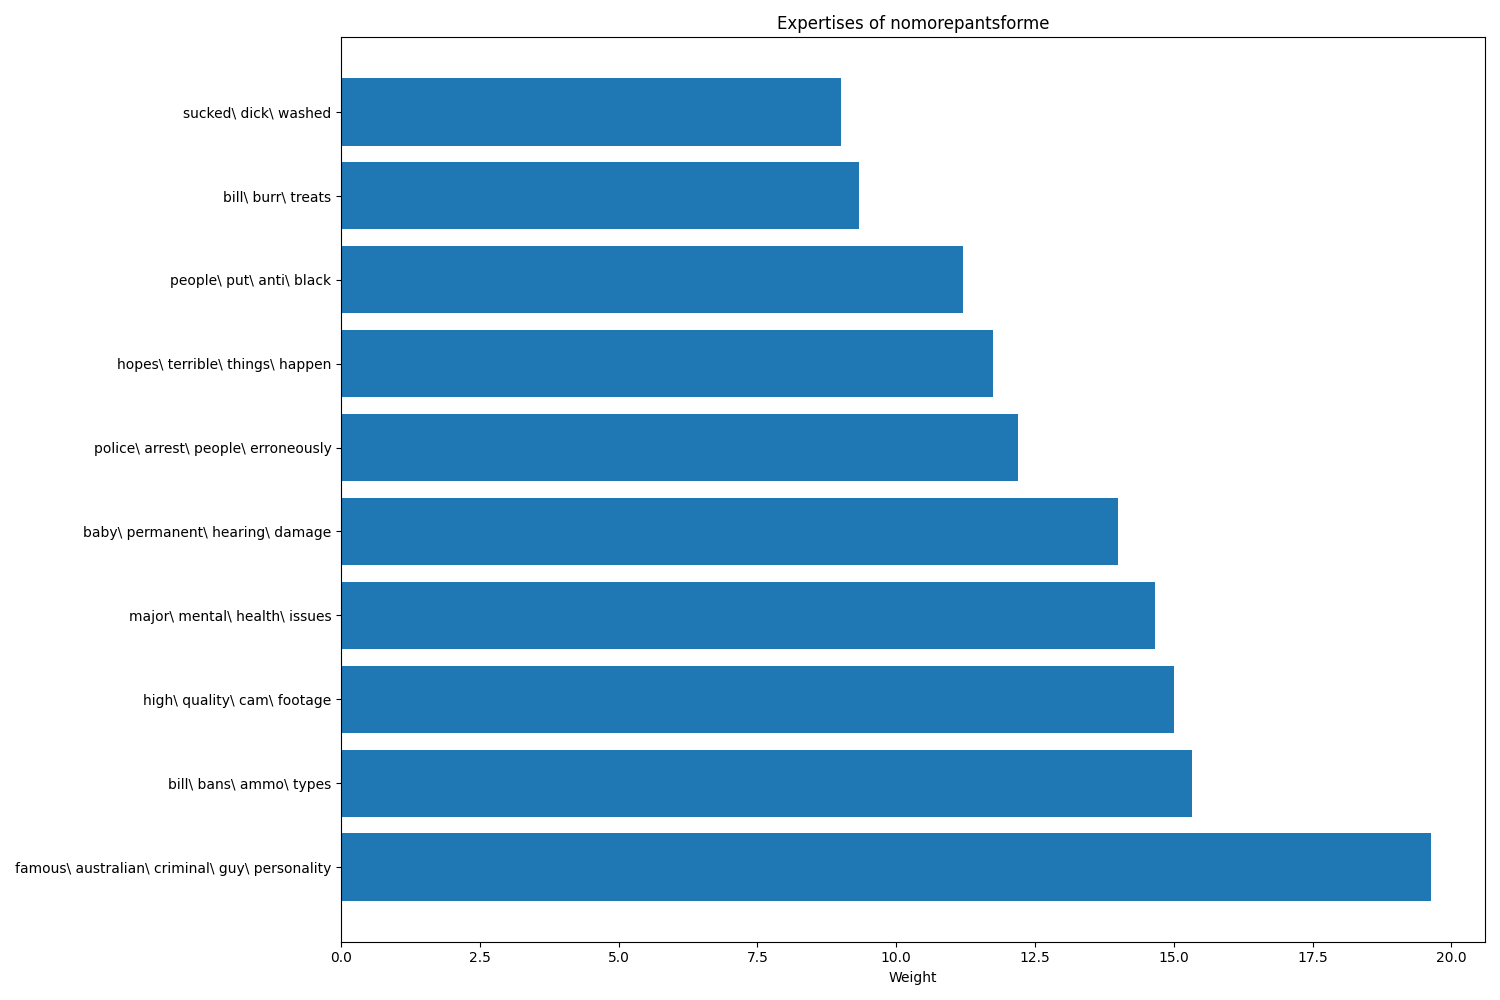 Expertises of nomorepantsforme
sucked\ dick\ washed
bill\ burr\ treats
people\ put\ anti\ black
hopes\ terrible\ things\ happen
police\ arrest\ people\ erroneously
baby\ permanent\ hearing\ damage
major\ mental\ health\ issues
high\ quality\ cam\ footage
bill\ bans\ ammo\ types
famous\ australian\ criminal\ guy\ personality
0.0 2.5 5.0 7.5 10.0 12.5 15.0 17.5 20.0
Weight